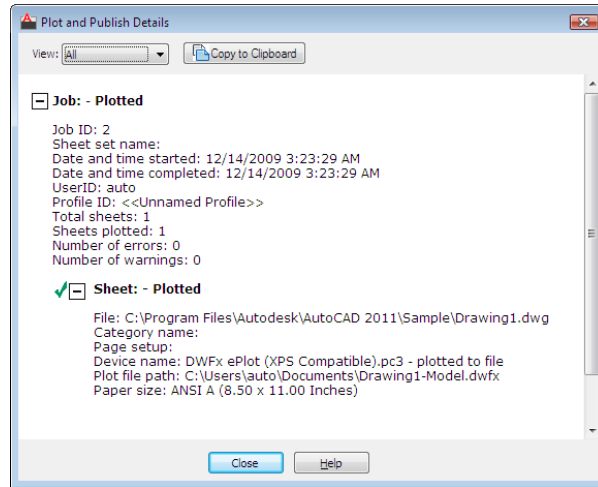 Plot and Publish Details
View: All Copy to Clipboard
Job: - Plotted
Job ID: 2
Sheet set name:
Date and time started: 12/14/2009 3:23:29 AM
Date and time completed: 12/14/2009 3:23:29 AM
UserID: auto
Profile ID: <<Unnamed Profile>>
Total sheets: 1
Sheets plotted: 1
Number of errors: 0
Number of warnings: 0
Sheet: - Plotted
File: C:\Program Files\Autodesk\AutoCAD 2011\Sample\Drawing1.dwg
Category name:
Page setup:
Device name: DWFx ePlot (XPS Compatible).pc3 - plotted to file
Plot file path: C:\Users\auto\Documents\Drawing1-Model.dwfx
Paper size: ANSI A (8.50 x 11.00 Inches)
Close Help